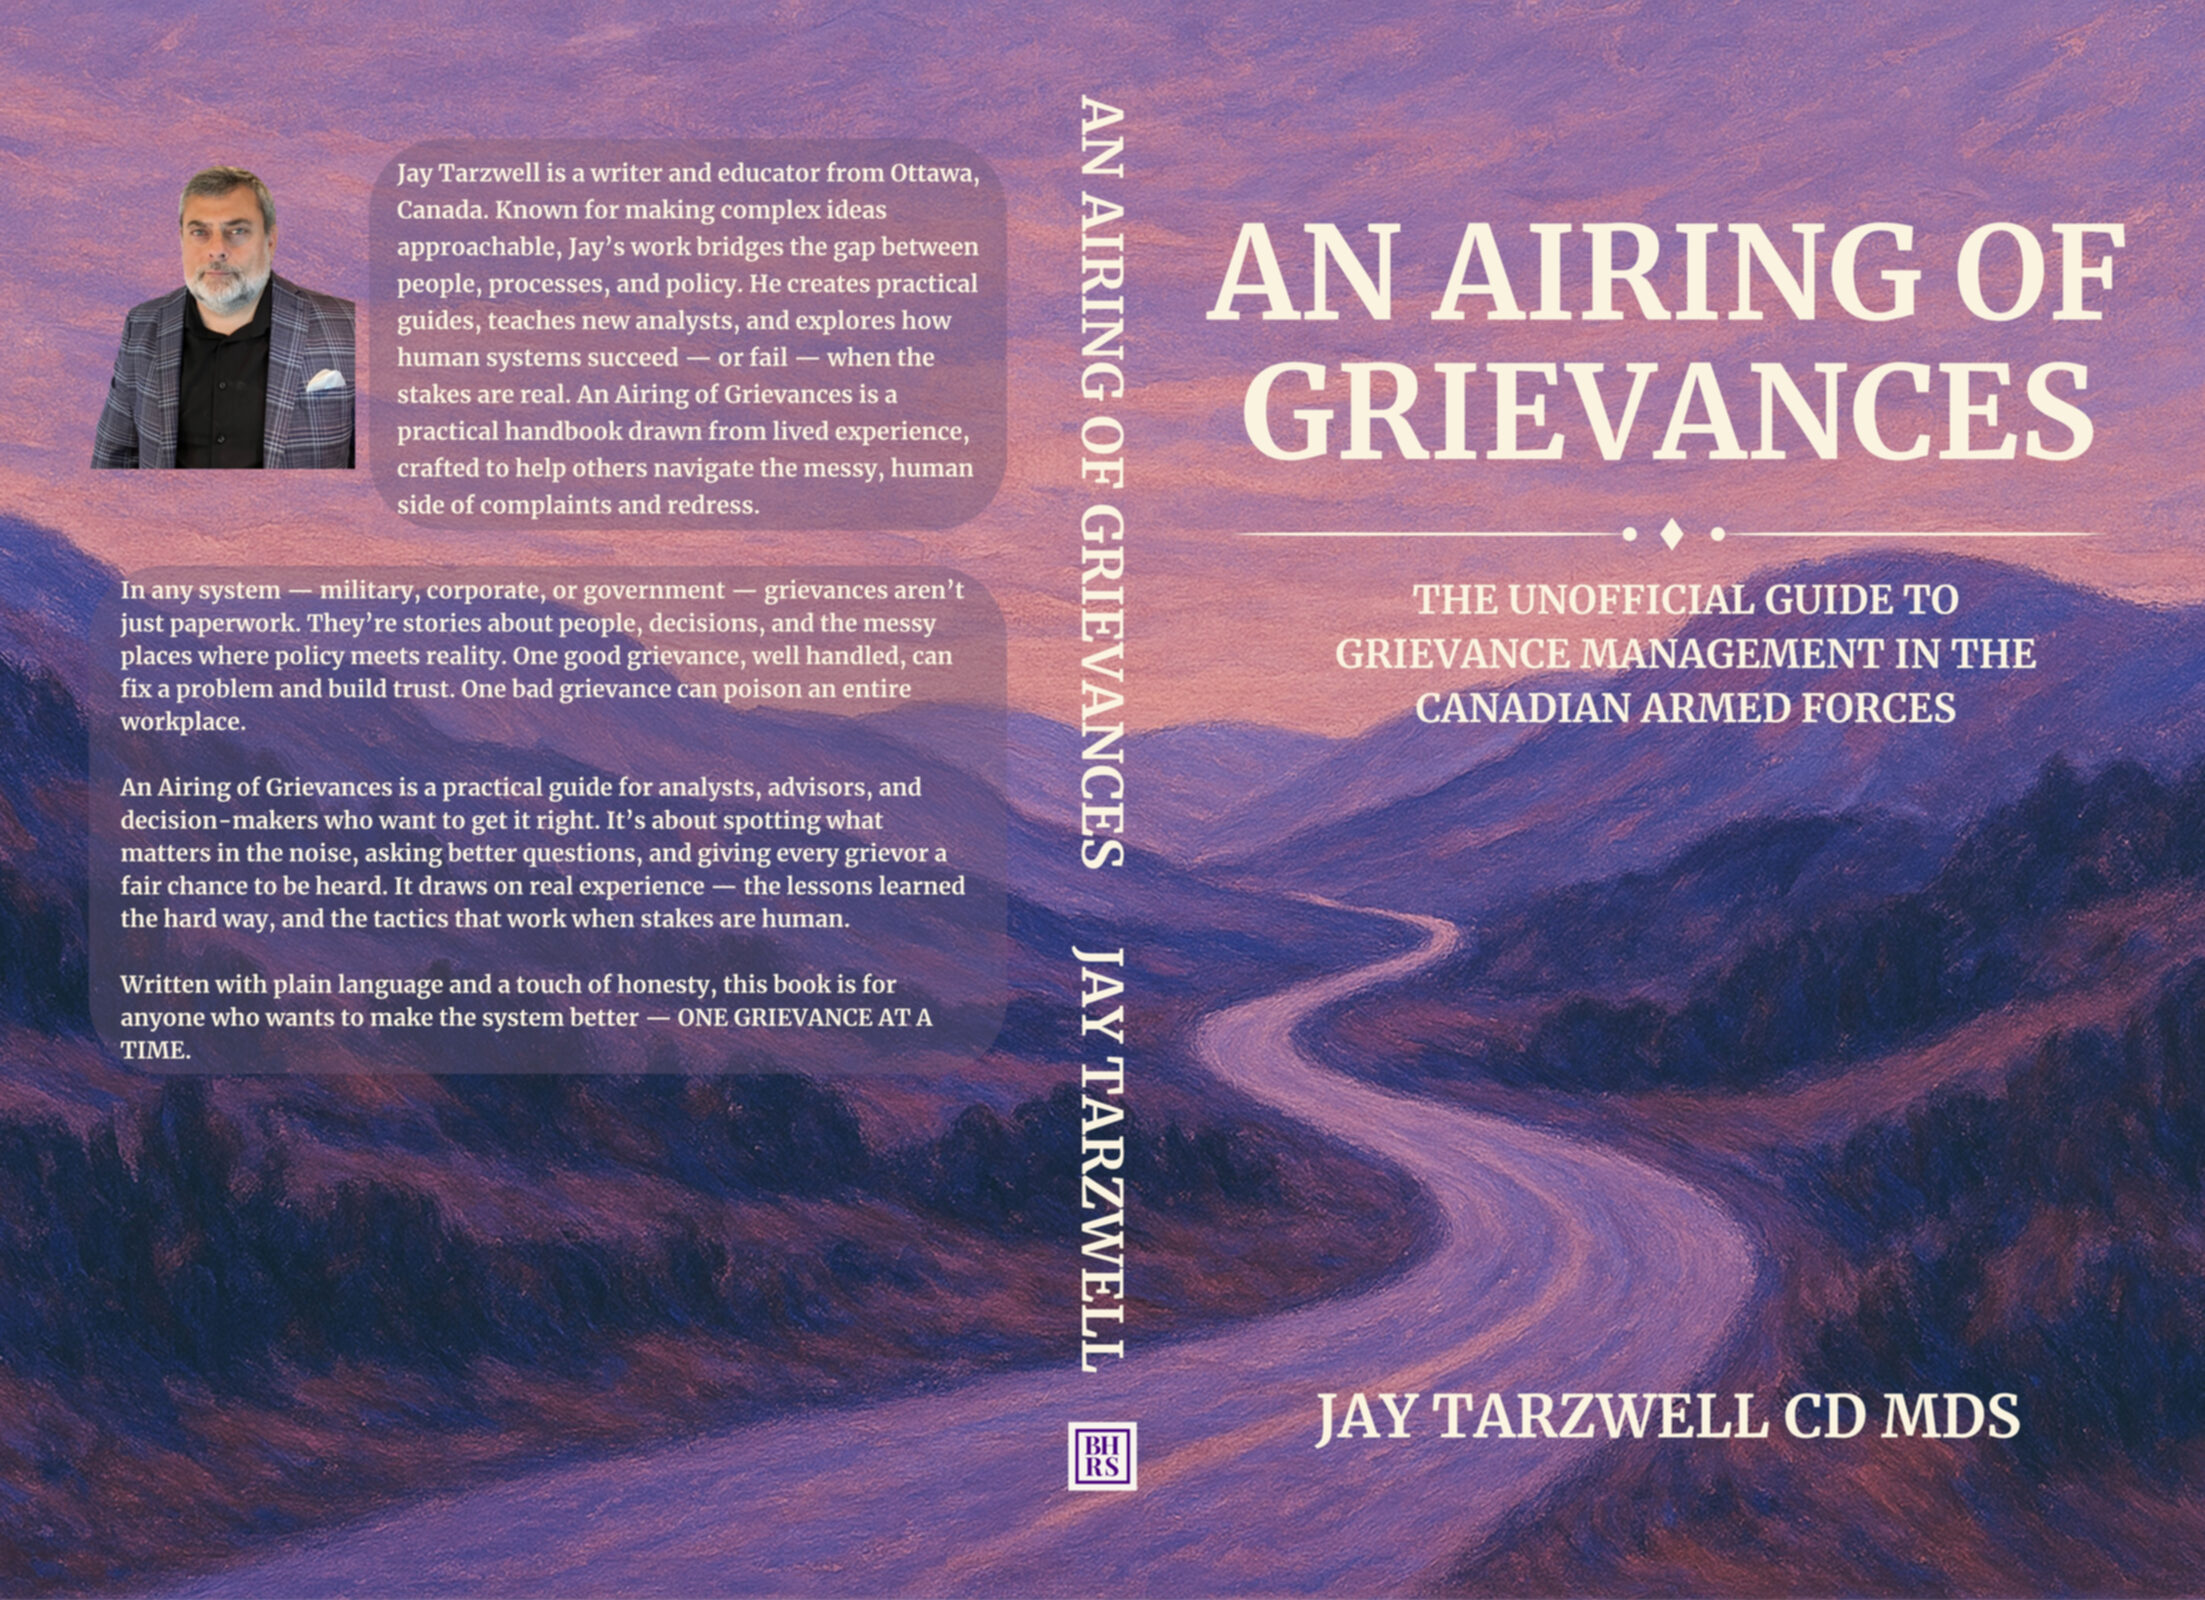 Jay Tarzwell is a writer and educator from Ottawa,
Canada. Known for making complex ideas
approachable, Jay’s work bridges the gap between
people, processes, and policy. He creates practical
guides, teaches new analysts, and explores how
human systems succeed — or fail — when the
stakes are real. An Airing of Grievances is a
practical handbook drawn from lived experience,
crafted to help others navigate the messy, human
side of complaints and redress.
In any system — military, corporate, or government — grievances aren’t
just paperwork. They’re stories about people, decisions, and the messy
places where policy meets reality. One good grievance, well handled, can
fix a problem and build trust. One bad grievance can poison an entire
workplace.
An Airing of Grievances is a practical guide for analysts, advisors, and
decision-makers who want to get it right. It’s about spotting what
matters in the noise, asking better questions, and giving every grievor a
fair chance to be heard. It draws on real experience — the lessons learned
the hard way, and the tactics that work when stakes are human.
Written with plain language and a touch of honesty, this book is for
anyone who wants to make the system better — ONE GRIEVANCE AT A
TIME.
AN AIRING OF GRIEVANCES JAY TARZWELL
BH
RS
AN AIRING OF
GRIEVANCES
THE UNOFFICIAL GUIDE TO
GRIEVANCE MANAGEMENT IN THE
CANADIAN ARMED FORCES
JAY TARZWELL CD MDS